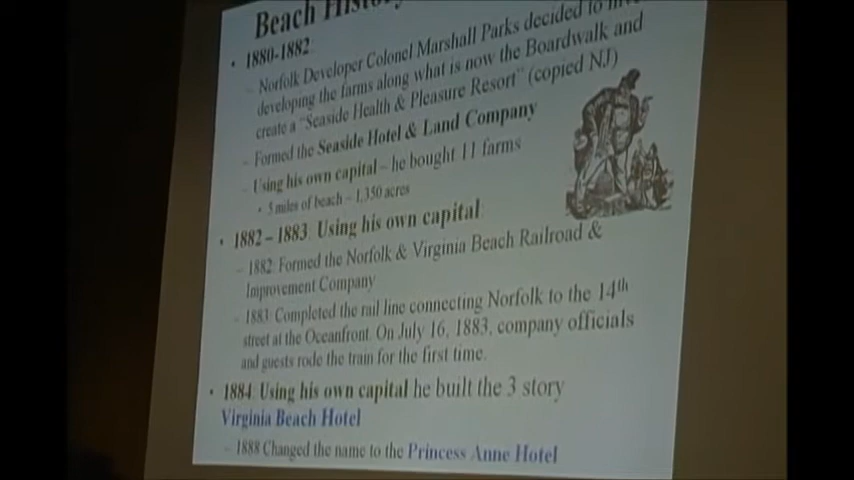 Beach History
• 1880-1882:
– Norfolk Developer Colonel Marshall Parks decided to
developing the farms along what is now the Boardwalk and
create a "Seaside Health & Pleasure Resort" (copied NJ)
– Formed the Seaside Hotel & Land Company
– Using his own capital – he bought 11 farms
• 5 miles of beach – 1,350 acres
• 1882 – 1883: Using his own capital
– 1882: Formed the Norfolk & Virginia Beach Railroad &
Improvement Company
– 1883: Completed the rail line connecting Norfolk to the 14th
street at the Oceanfront. On July 16, 1883, company officials
and guests rode the train for the first time.
• 1884: Using his own capital he built the 3 story
Virginia Beach Hotel
– 1888 Changed the name to the Princess Anne Hotel